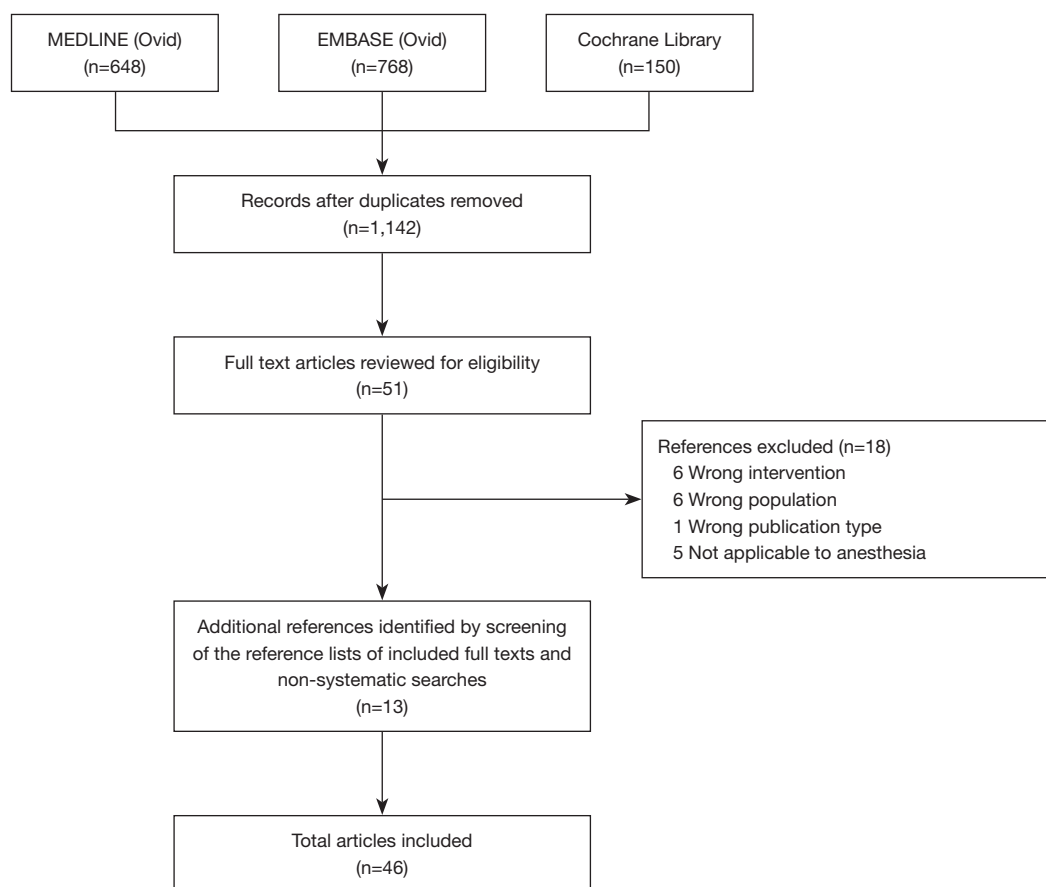 MEDLINE (Ovid)
(n=648)
EMBASE (Ovid)
(n=768)
Cochrane Library
(n=150)
Records after duplicates removed
(n=1,142)
Full text articles reviewed for eligibility
(n=51)
References excluded (n=18)
6 Wrong intervention
6 Wrong population
1 Wrong publication type
5 Not applicable to anesthesia
Additional references identified by screening
of the reference lists of included full texts and
non-systematic searches
(n=13)
Total articles included
(n=46)